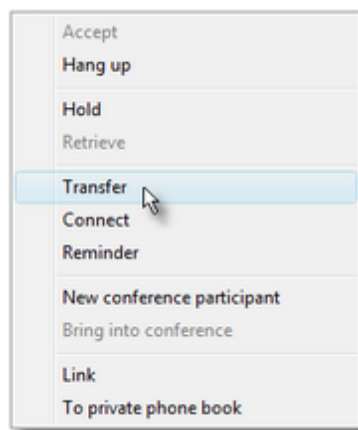 Accept
Hang up
Hold
Retrieve
Transfer
Connect
Reminder
New conference participant
Bring into conference
Link
To private phone book